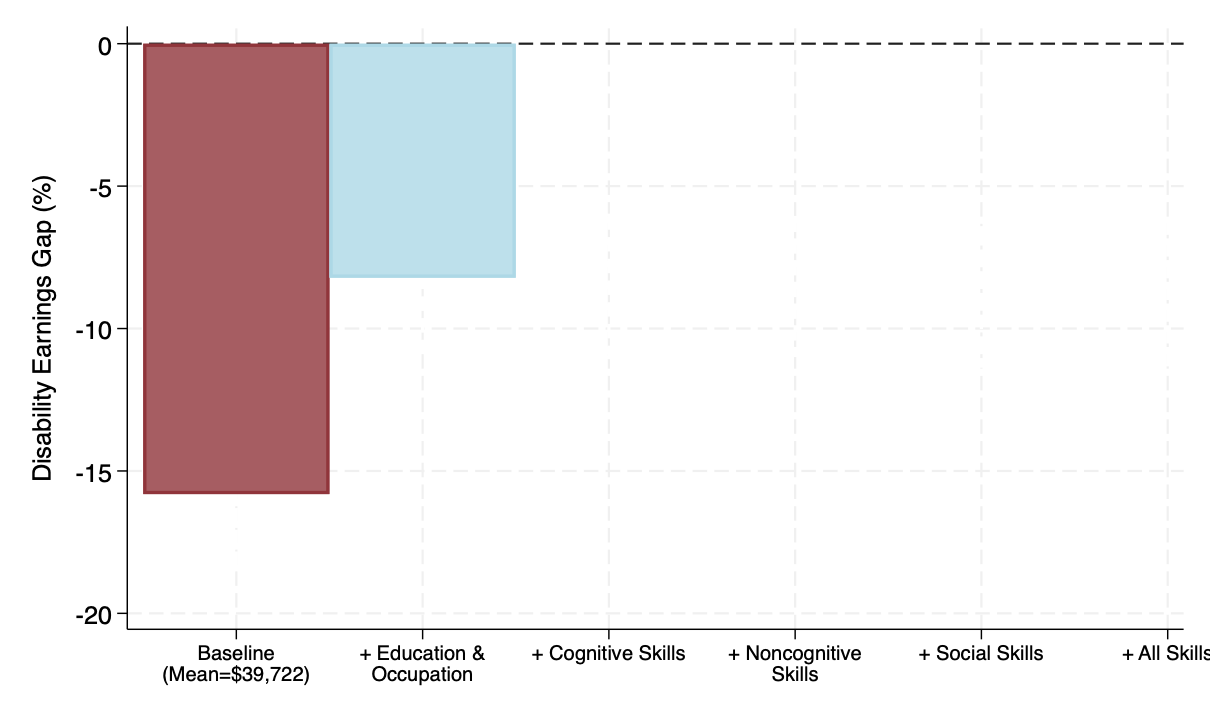 Disability Earnings Gap (%)
0
-5
-10
-15
-20
Baseline
(Mean=$39,722)
+ Education &
Occupation
+ Cognitive Skills
+ Noncognitive
Skills
+ Social Skills
+ All Skills